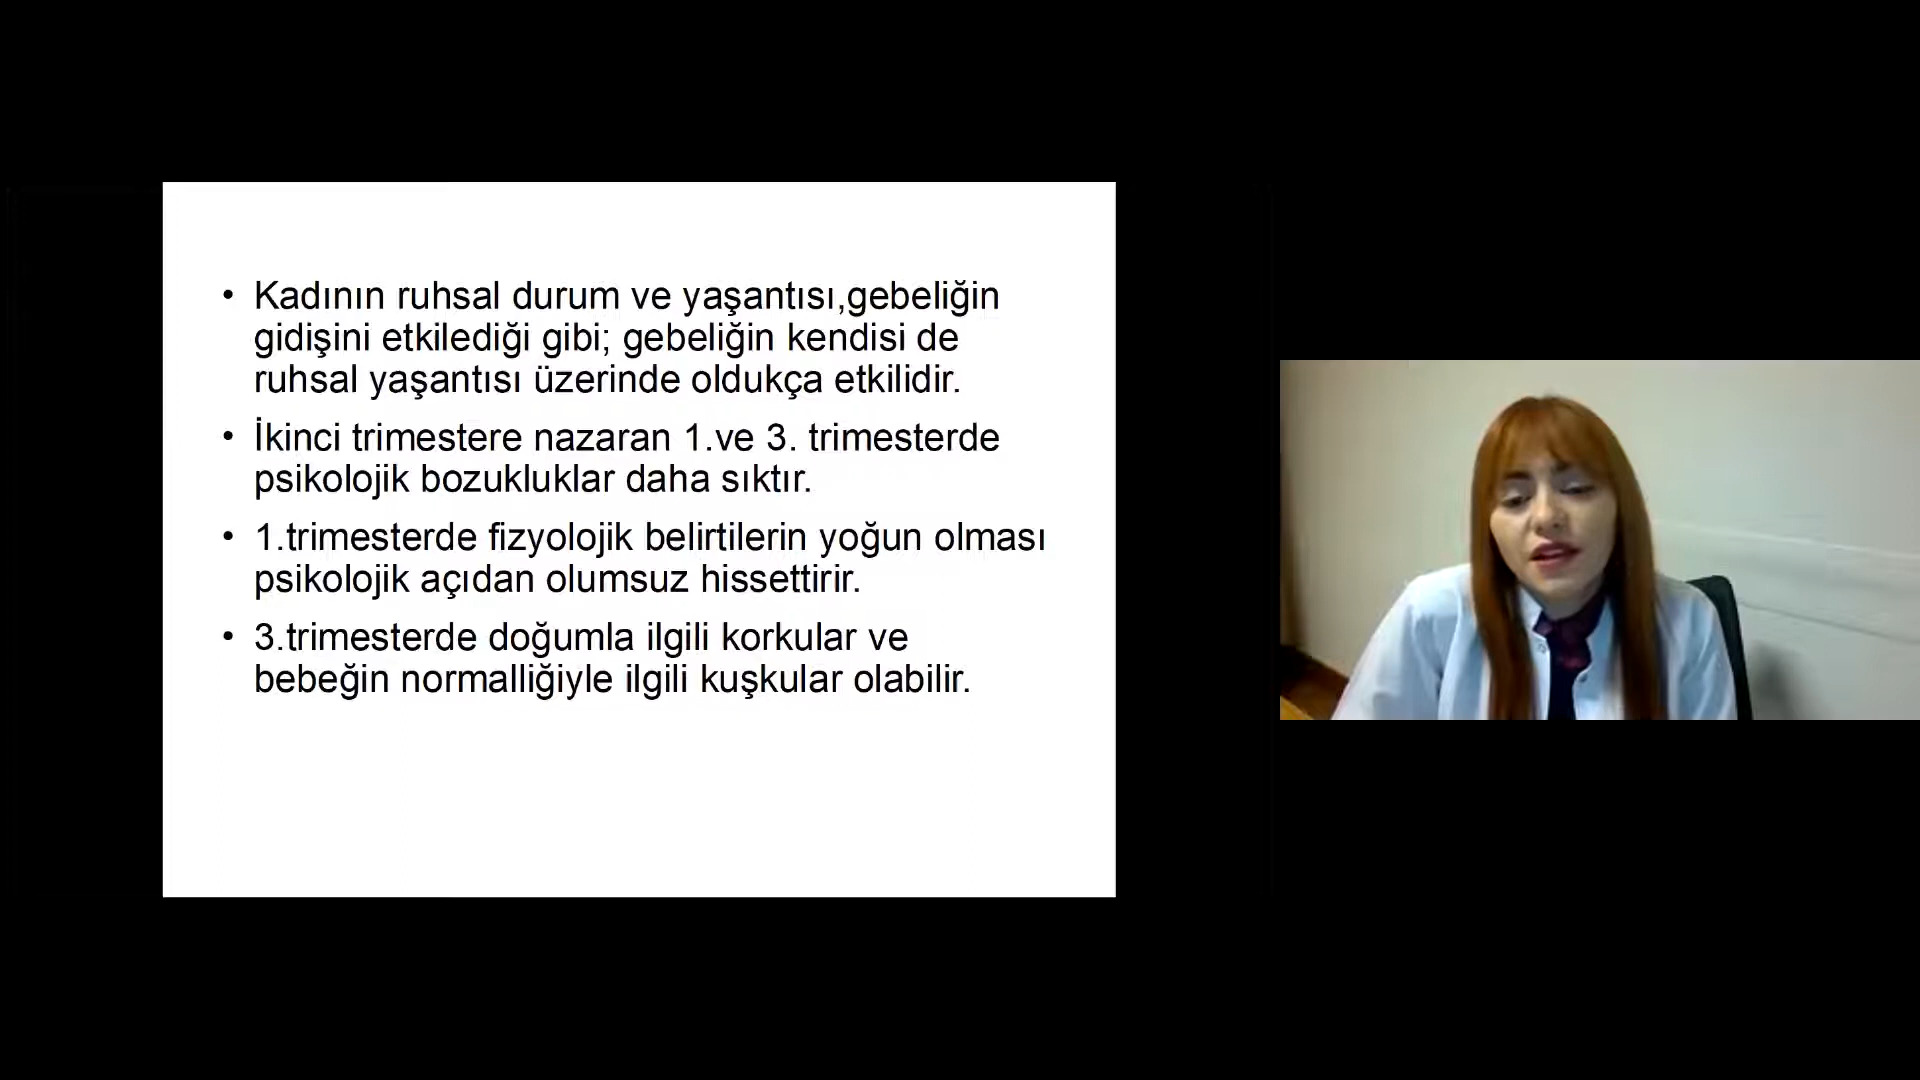 • Kadının ruhsal durum ve yaşantısı,gebeliğin
gidişini etkilediği gibi; gebeliğin kendisi de
ruhsal yaşantısı üzerinde oldukça etkilidir.
• İkinci trimestere nazaran 1.ve 3. trimesterde
psikolojik bozukluklar daha sıktır.
• 1.trimesterde fizyolojik belirtilerin yoğun olması
psikolojik açıdan olumsuz hissettirir.
• 3.trimesterde doğumla ilgili korkular ve
bebeğin normalliğiyle ilgili kuşkular olabilir.